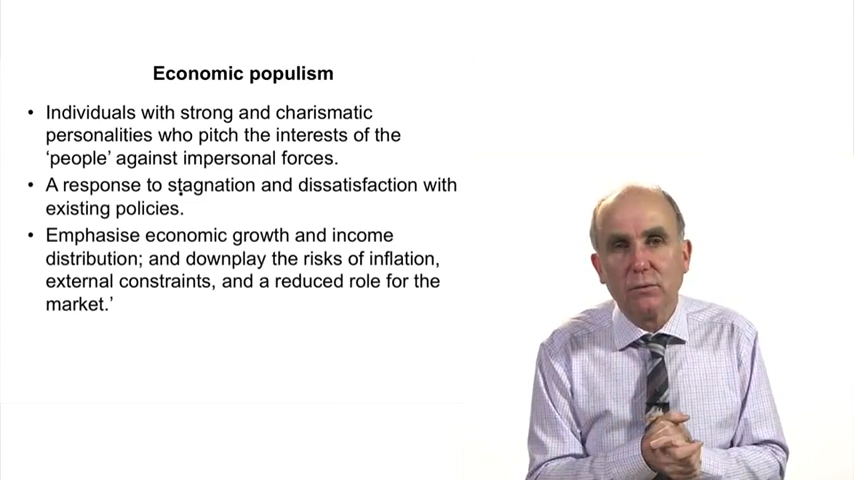 Economic populism
• Individuals with strong and charismatic
personalities who pitch the interests of the
‘people’ against impersonal forces.
• A response to stagnation and dissatisfaction with
existing policies.
• Emphasise economic growth and income
distribution; and downplay the risks of inflation,
external constraints, and a reduced role for the
market.’